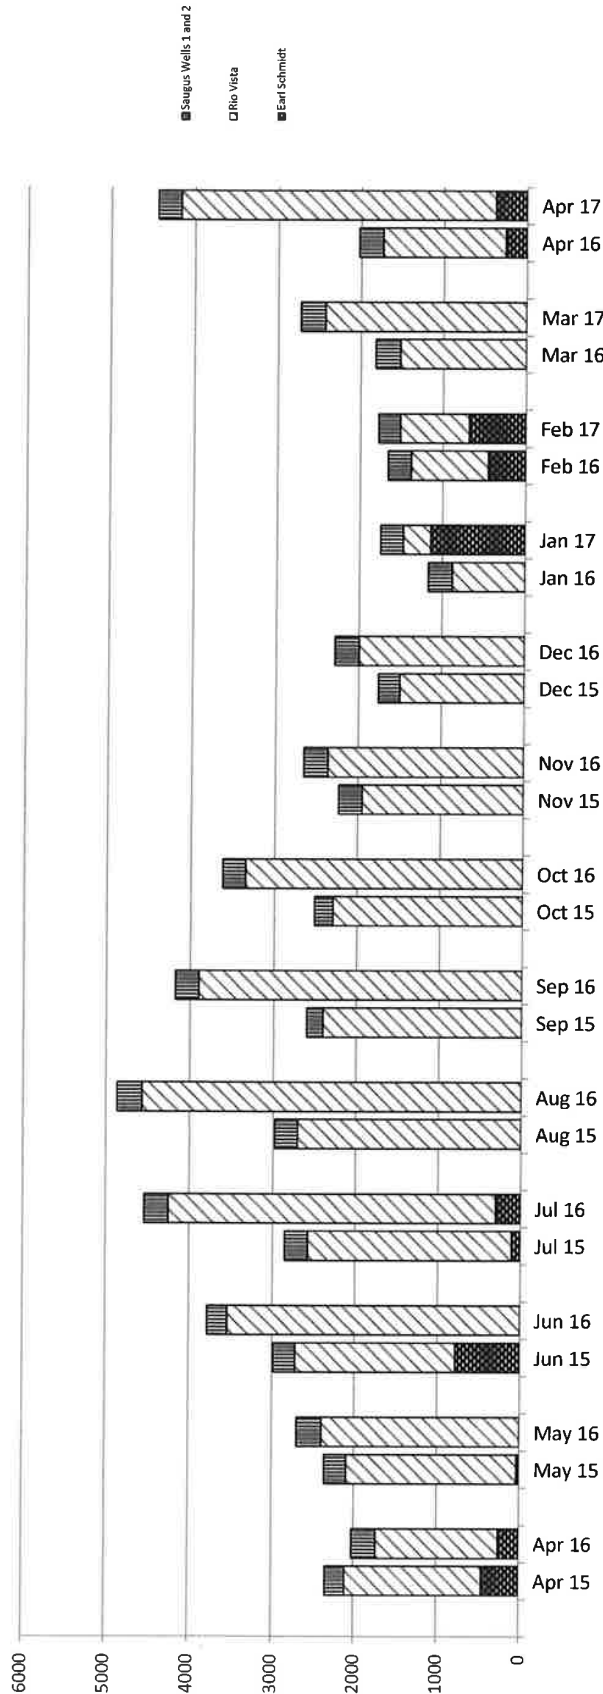 Saugus Wells 1 and 2
Rio Vista
Earl Schmidt
6000
5000
4000
3000
2000
1000
0
Apr 15
Apr 16
May 15
May 16
Jun 15
Jun 16
Jul 15
Jul 16
Aug 15
Aug 16
Sep 15
Sep 16
Oct 15
Oct 16
Nov 15
Nov 16
Dec 15
Dec 16
Jan 16
Jan 17
Feb 16
Feb 17
Mar 16
Mar 17
Apr 16
Apr 17